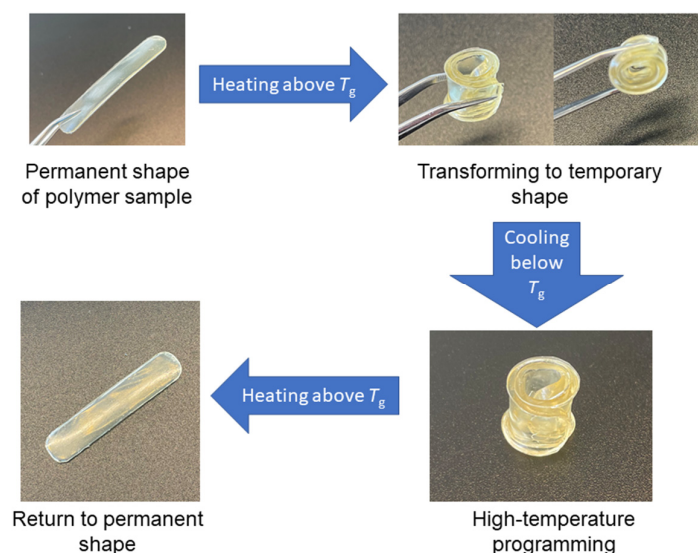 Heating above Tg
Permanent shape
of polymer sample
Transforming to temporary
shape
Cooling
below
Tg
Heating above Tg
Return to permanent
shape
High-temperature
programming